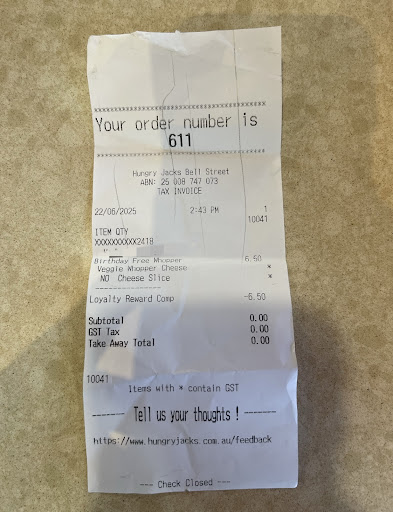 xxxxxxxxxxxxxxxxxxxxxxxxxxxxxxxxxxxxxx
Your order number is
611
xxxxxxxxxxxxxxxxxxxxxxxxxxxxxxxxxxxxxx
Hungry Jacks Bell Street
ABN: 25 008 747 073
TAX INVOICE
22/06/2025 2:43 PM 1
10041
ITEM QTY
XXXXXXXXXX2418
Birthday Free Whopper 6.50
Veggie Whopper Cheese *
NO Cheese Slice *
---------------
Loyalty Reward Comp -6.50
Subtotal 0.00
GST Tax 0.00
Take Away Total 0.00
10041
Items with * contain GST
-------- Tell us your thoughts ! --------
https://www.hungryjacks.com.au/feedback
--- Check Closed ---